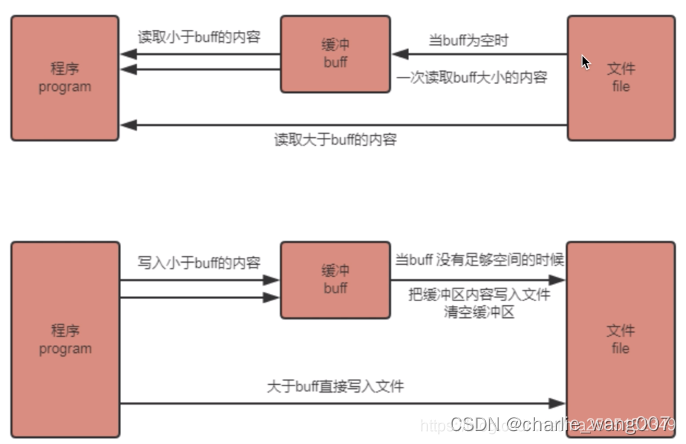 读取小于buff的内容
缓冲
buff
当buff为空时
一次读取buff大小的内容
程序
program
文件
file
读取大于buff的内容
写入小于buff的内容
缓冲
buff
当buff 没有足够空间的时候
把缓冲区内容写入文件
清空缓冲区
程序
program
文件
file
大于buff直接写入文件
CSDN @charlie_wang007